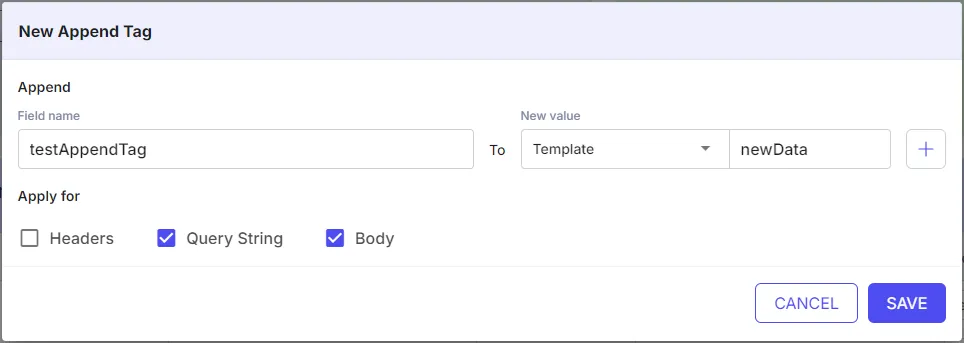 New Append Tag
Append
Field name
New value
testAppendTag
To
Template
newData
Apply for
Headers
Query String
Body
CANCEL
SAVE